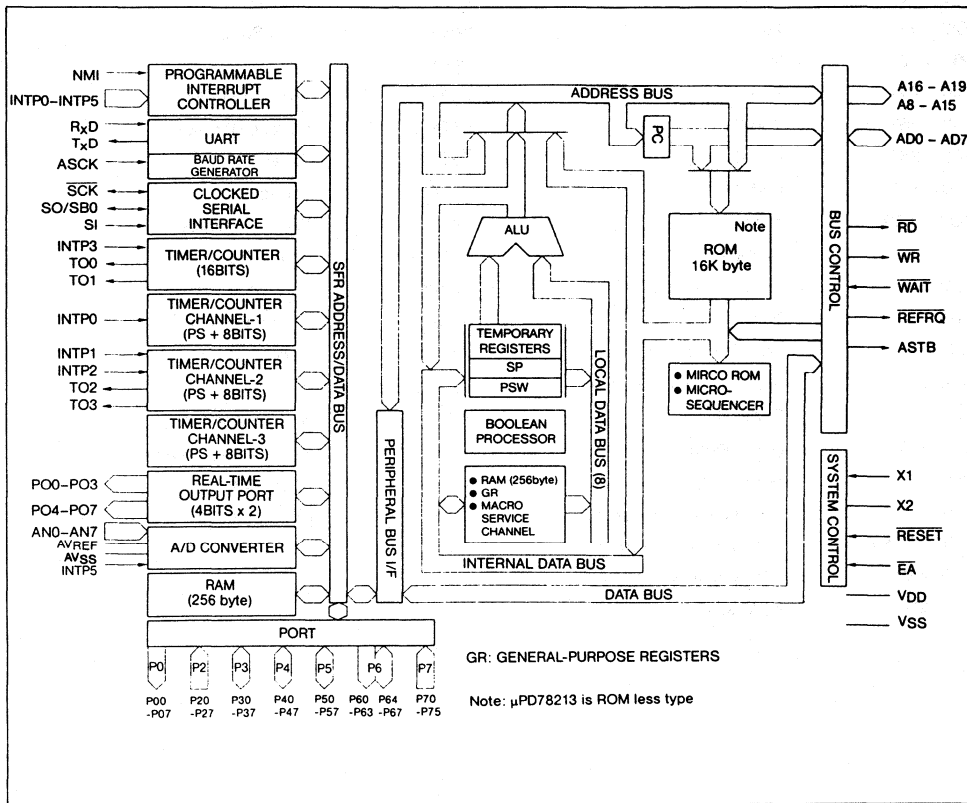 NMI
INTP0-INTP5
PROGRAMMABLE
INTERRUPT
CONTROLLER
RxD
TxD
ASCK
UART
BAUD RATE
GENERATOR
SCK
SO/SB0
SI
CLOCKED
SERIAL
INTERFACE
INTP3
TO0
TO1
TIMER/COUNTER
(16BITS)
INTP0
TIMER/COUNTER
CHANNEL-1
(PS + 8BITS)
INTP1
INTP2
TO2
TO3
TIMER/COUNTER
CHANNEL-2
(PS + 8BITS)
TIMER/COUNTER
CHANNEL-3
(PS + 8BITS)
PO0-PO3
PO4-PO7
REAL-TIME
OUTPUT PORT
(4BITS x 2)
AN0-AN7
AVREF
AVSS
INTP5
A/D CONVERTER
RAM
(256 byte)
SFR ADDRESS/DATA BUS
PERIPHERAL BUS I/F
ADDRESS BUS
PC
ALU
TEMPORARY
REGISTERS
SP
PSW
BOOLEAN
PROCESSOR
● RAM (256byte)
● GR
● MACRO
SERVICE
CHANNEL
LOCAL DATA BUS (8)
INTERNAL DATA BUS
DATA BUS
Note
ROM
16K byte
● MIRCO ROM
● MICRO-
SEQUENCER
BUS CONTROL
A16 - A19
A8 - A15
AD0 - AD7
RD
WR
WAIT
REFRQ
ASTB
SYSTEM CONTROL
X1
X2
RESET
EA
VDD
VSS
PORT
P0 P2 P3 P4 P5 P6 P7
P00 P20 P30 P40 P50 P60 P64 P70
-P07 -P27 -P37 -P47 -P57 -P63 -P67 -P75
GR: GENERAL-PURPOSE REGISTERS
Note: μPD78213 is ROM less type